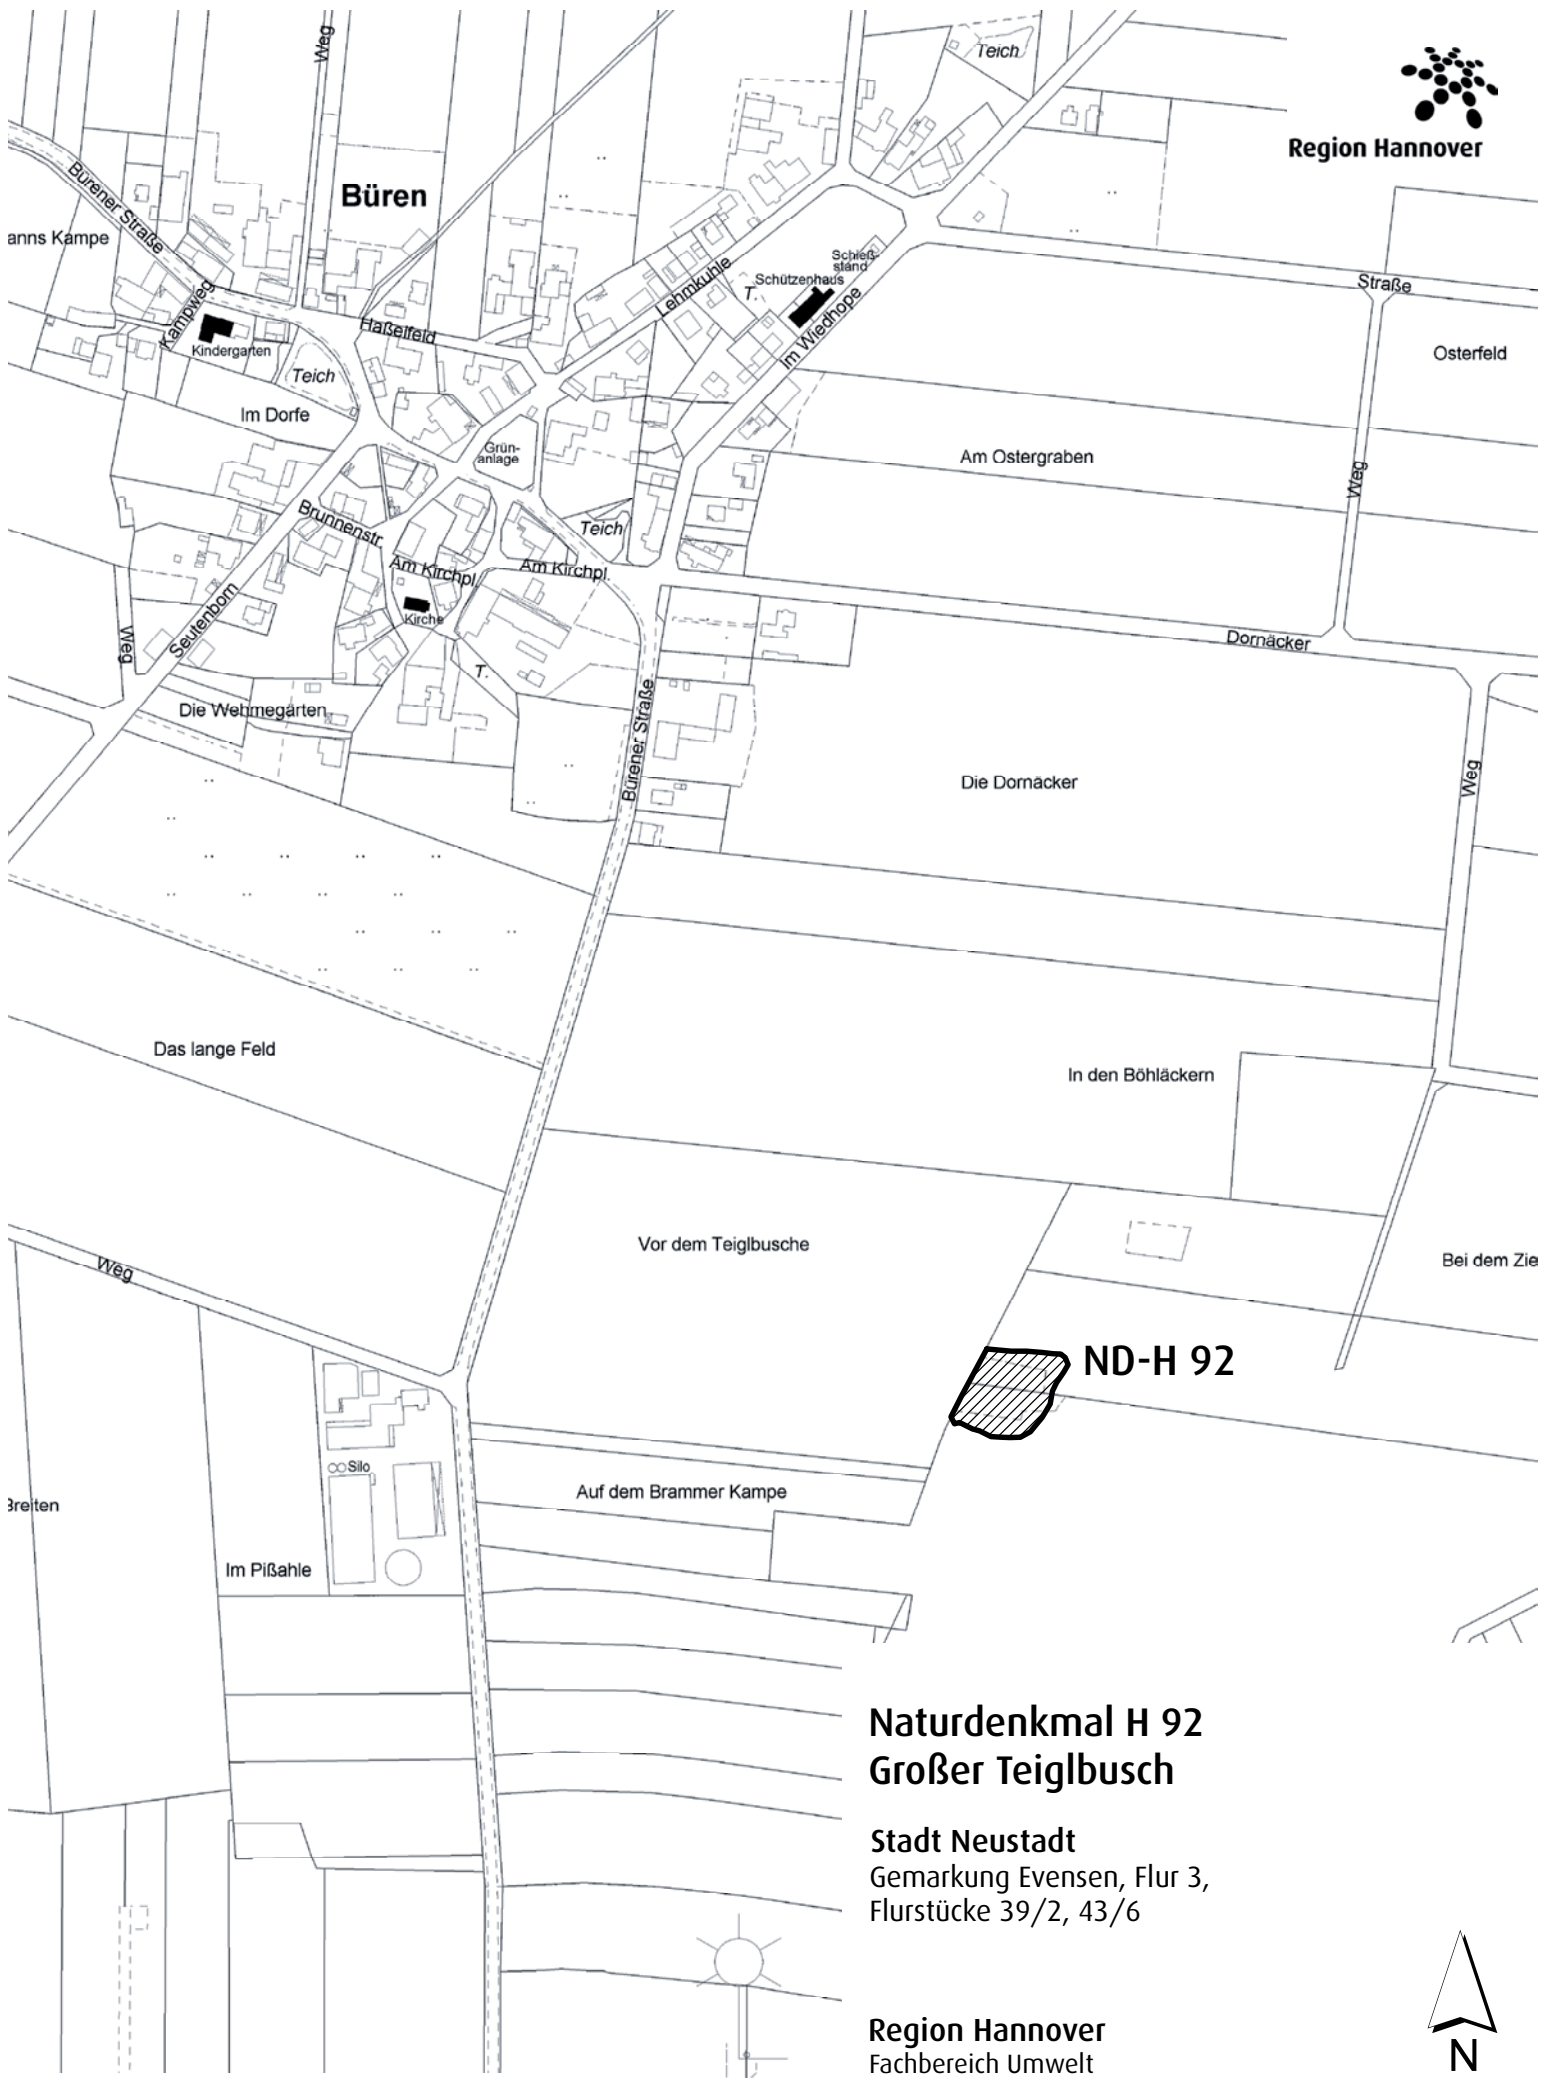 Weg
Teich
Region Hannover
Bürener Straße
Büren
anns Kampe
Schieß-
stand
Schützenhaus
T.
Lehmkuhle
Im Wiedhope
Straße
Kampweg
Haßelfeld
Kindergarten
Teich
Osterfeld
Im Dorfe
Grün-
anlage
Am Ostergraben
Weg
Brunnenstr.
Teich
Am Kirchpl.
Am Kirchpl.
Kirche
Seutenborn
Weg
Dornäcker
T.
Die Wehmegärten
Bürener Straße
Die Dornäcker
Weg
Das lange Feld
In den Böhläckern
Vor dem Teiglbusche
Bei dem Zie
Weg
ND-H 92
Silo
Auf dem Brammer Kampe
Breiten
Im Pißahle
Naturdenkmal H 92
Großer Teiglbusch
Stadt Neustadt
Gemarkung Evensen, Flur 3,
Flurstücke 39/2, 43/6
Region Hannover
Fachbereich Umwelt
N